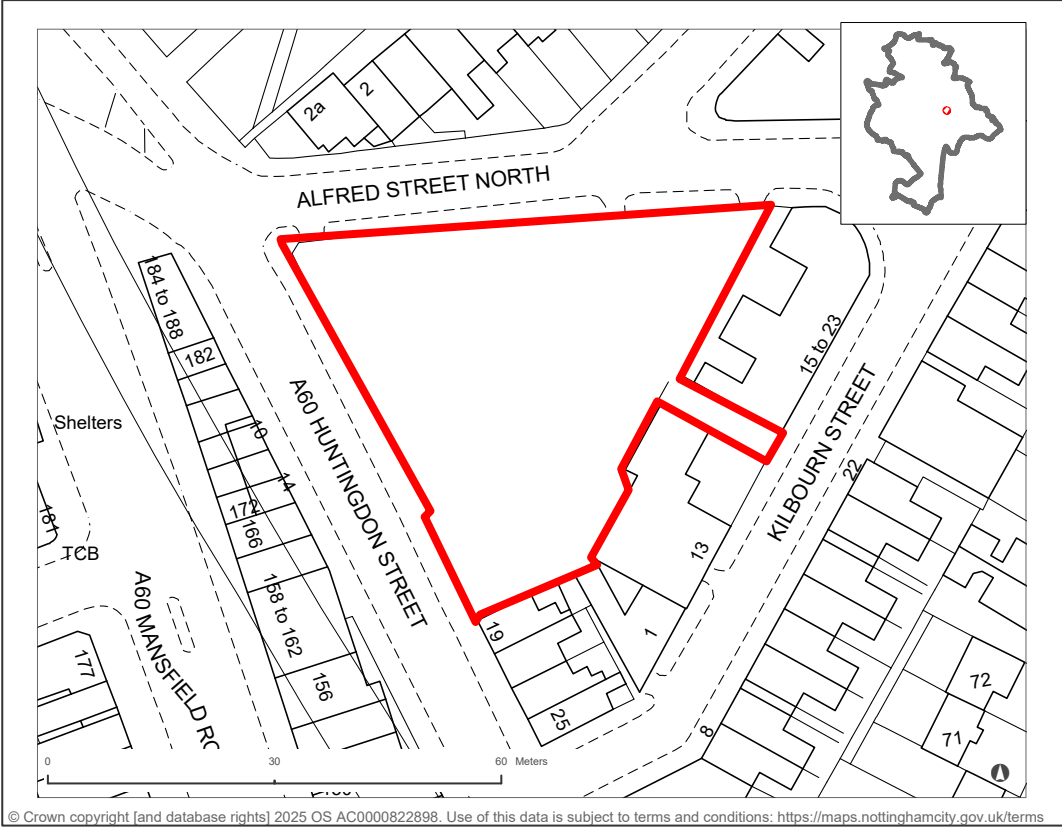 2a
2
ALFRED STREET NORTH
184 to 188
182
15 to 23
A60 HUNTINGDON STREET
Shelters
10
14
KILBOURN STREET
22
172
166
181
TCB
13
A60 MANSFIELD RO
158 to 162
19
1
177
156
72
25
8
71
0 30 60 Meters
© Crown copyright [and database rights] 2025 OS AC0000822898. Use of this data is subject to terms and conditions: https://maps.nottinghamcity.gov.uk/terms